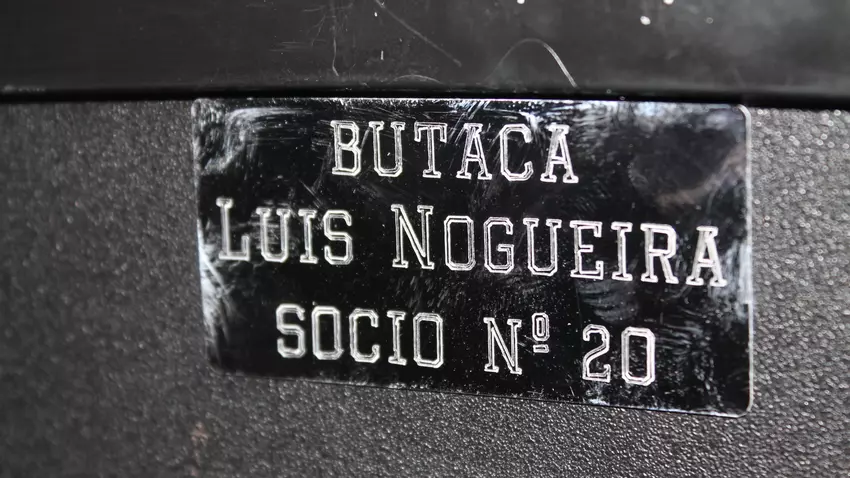 BUTACA
LUIS NOGUEIRA
SOCIO Nº 20